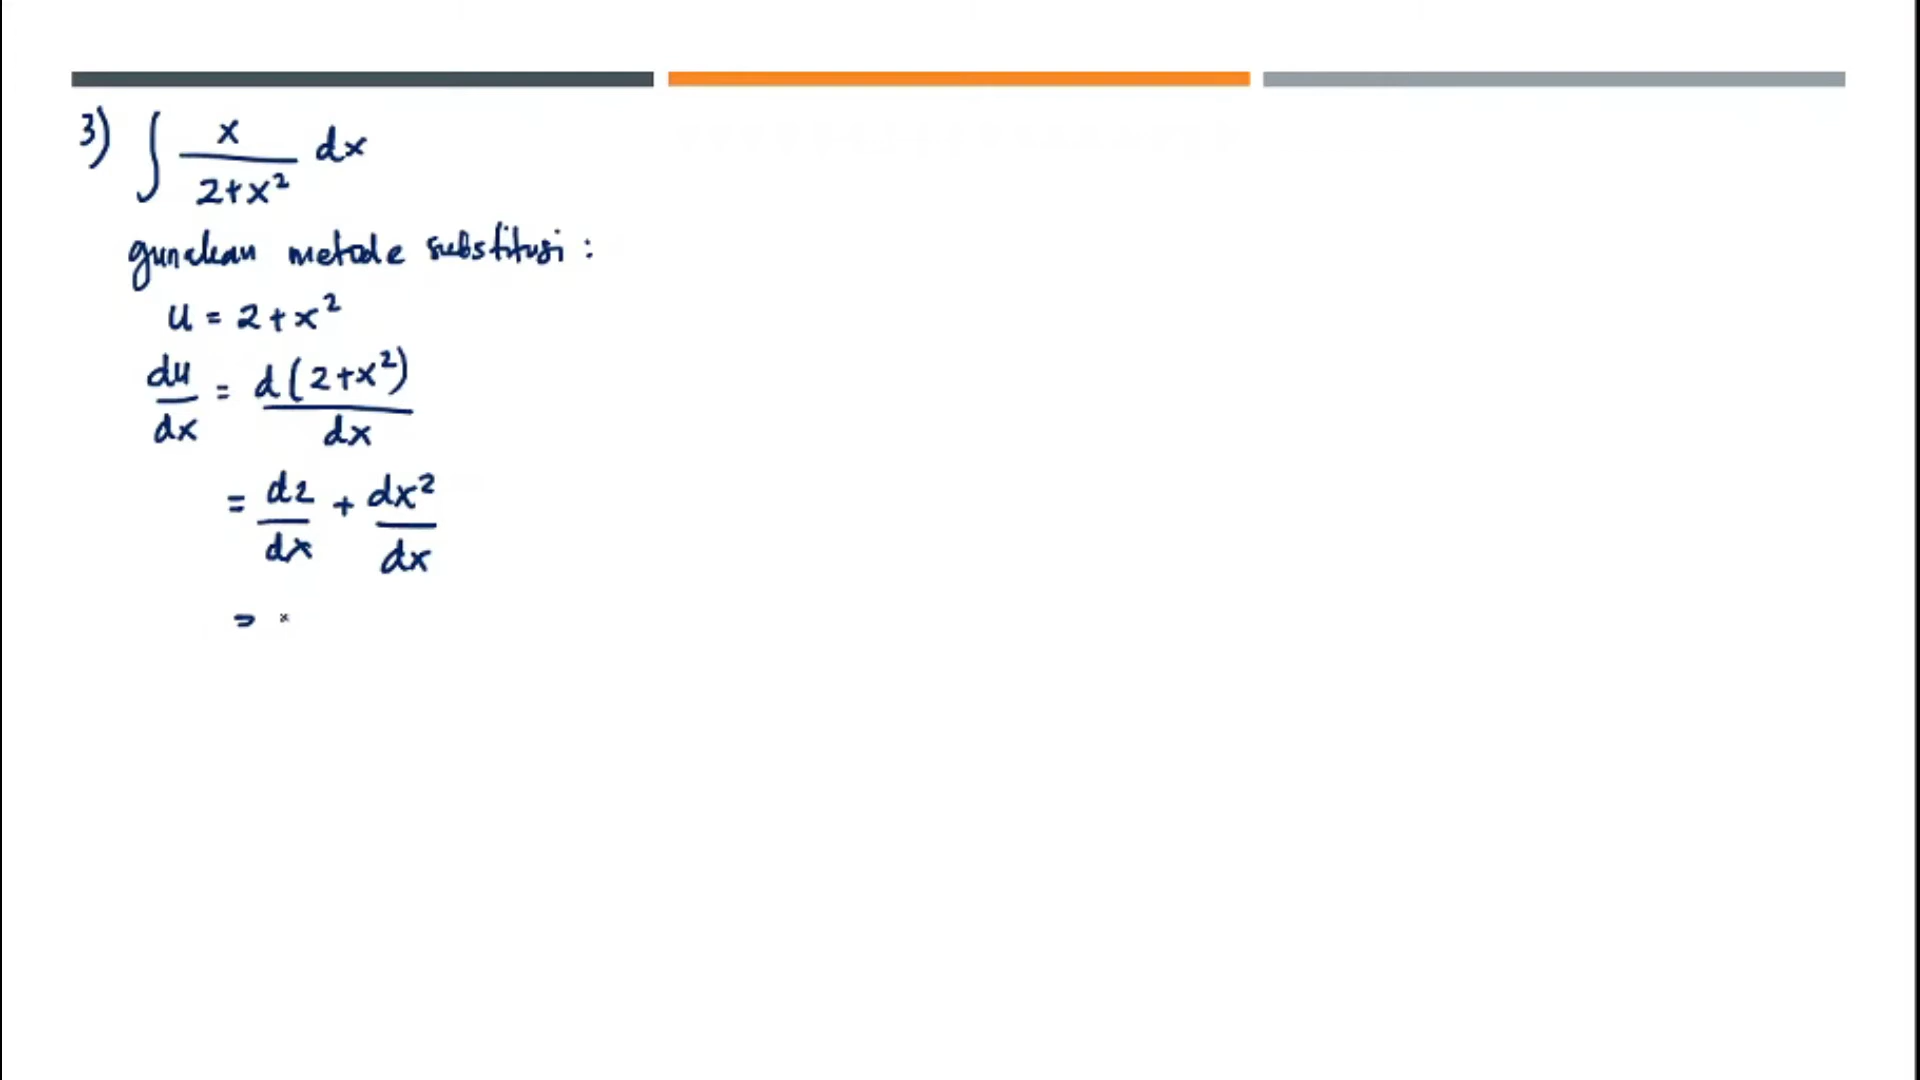 3) ∫ x/(2+x²) dx
gunakan metode substitusi :
u = 2+x²
du/dx = d(2+x²)/dx
= d2/dx + dx²/dx
=